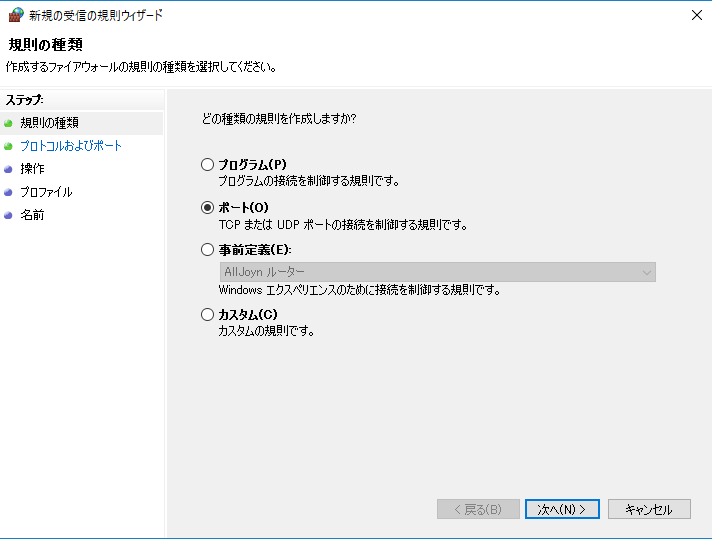 新規の受信の規則ウィザード
規則の種類
作成するファイアウォールの規則の種類を選択してください。
ステップ:
規則の種類
プロトコルおよびポート
操作
プロファイル
名前
どの種類の規則を作成しますか?
プログラム(P)
プログラムの接続を制御する規則です。
ポート(O)
TCP または UDP ポートの接続を制御する規則です。
事前定義(E):
AllJoyn ルーター
Windows エクスペリエンスのために接続を制御する規則です。
カスタム(C)
カスタムの規則です。
< 戻る(B)
次へ(N) >
キャンセル